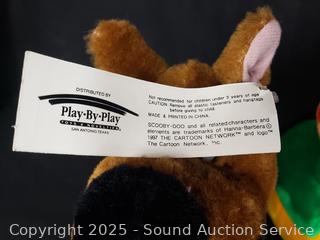 DISTRIBUTED BY
Play-By-Play
TOYS & NOVELTIES
SAN ANTONIO TEXAS
Not recommended for children under 3 years of age
CAUTION: Remove all plastic fasteners and hangtags
before giving to child.
MADE & PRINTED IN CHINA.
SCOOBY-DOO and all related characters and
elements are trademarks of Hanna-Barbera ©
1997 THE CARTOON NETWORK™ and logo™
The Cartoon Network, Inc.
Copyright 2025 - Sound Auction Service